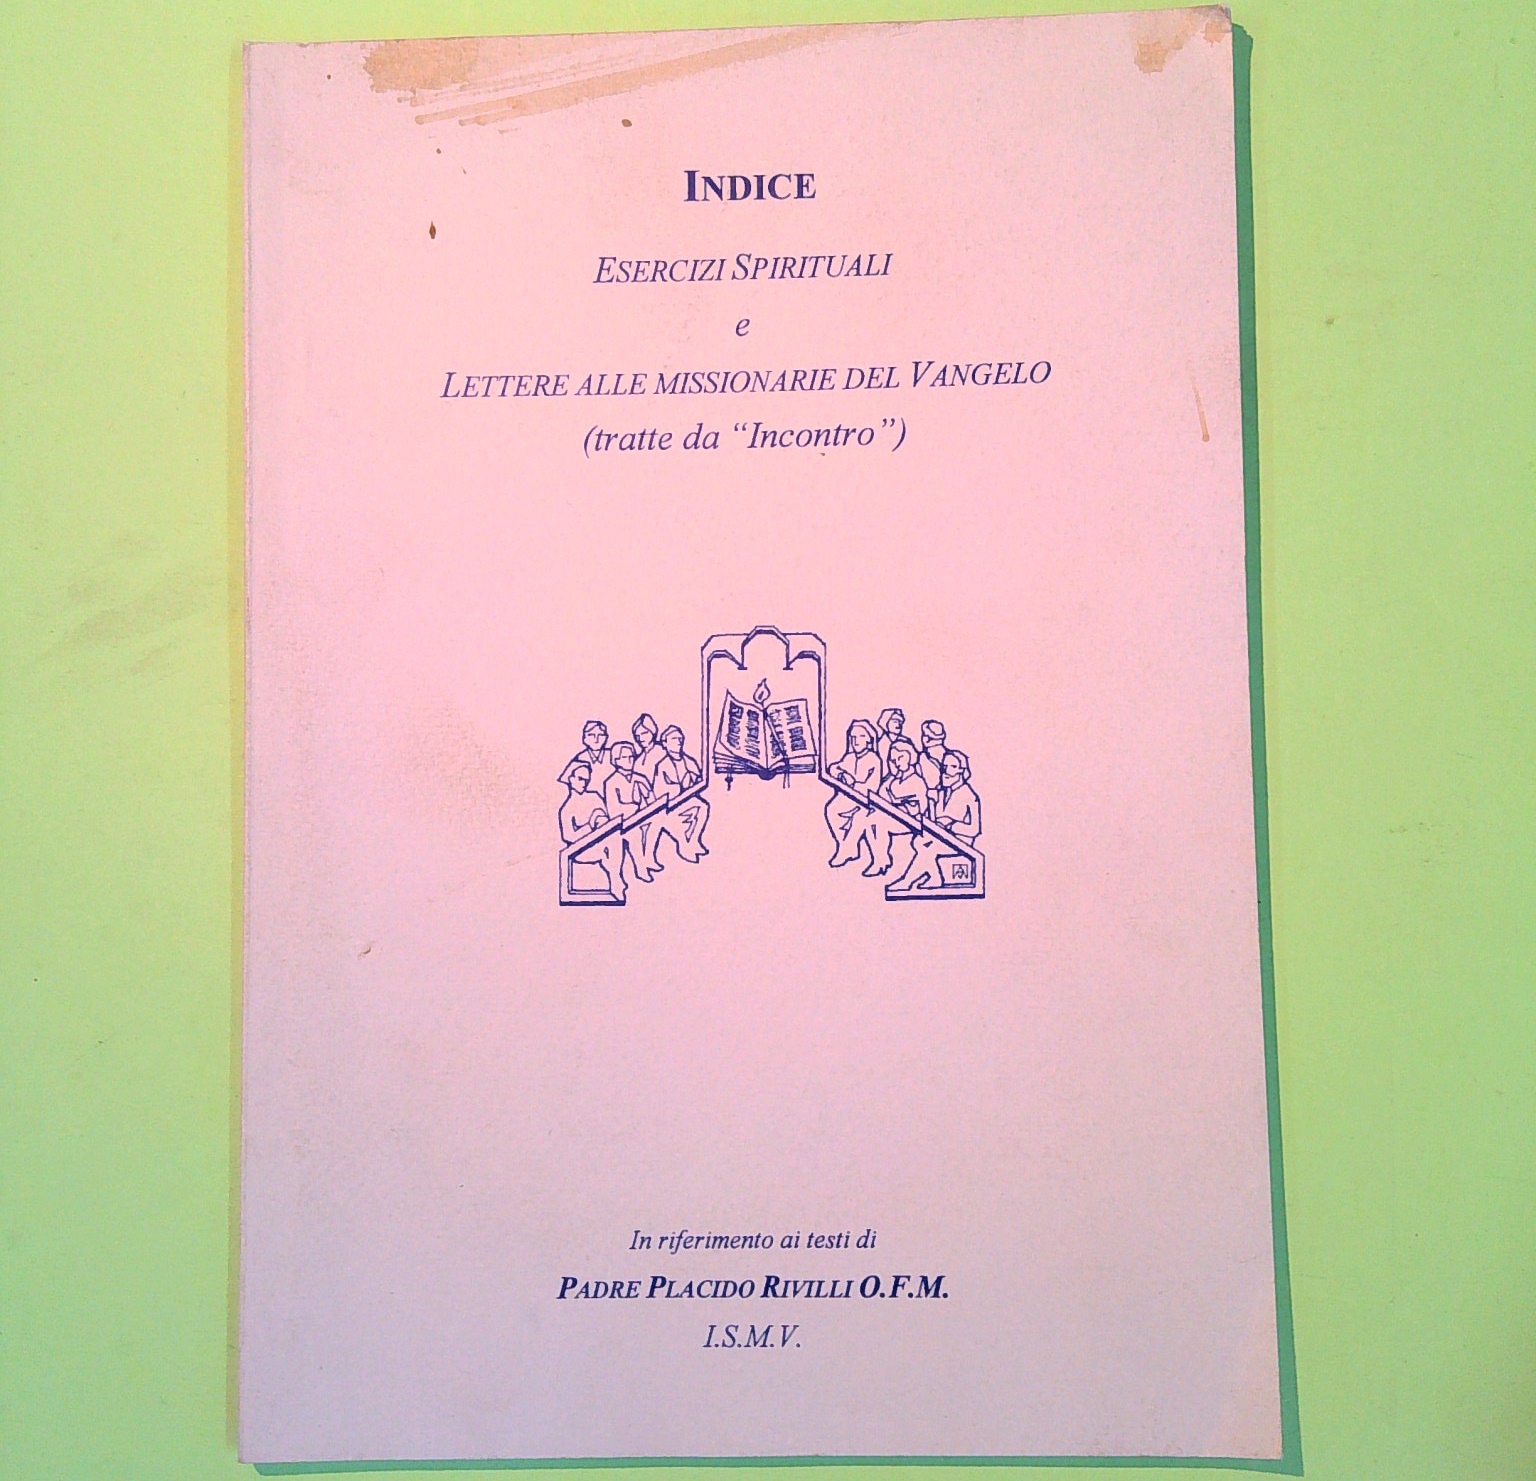 INDICE
ESERCIZI SPIRITUALI
e
LETTERE ALLE MISSIONARIE DEL VANGELO
(tratte da “Incontro”)
In riferimento ai testi di
PADRE PLACIDO RIVILLI O.F.M.
I.S.M.V.